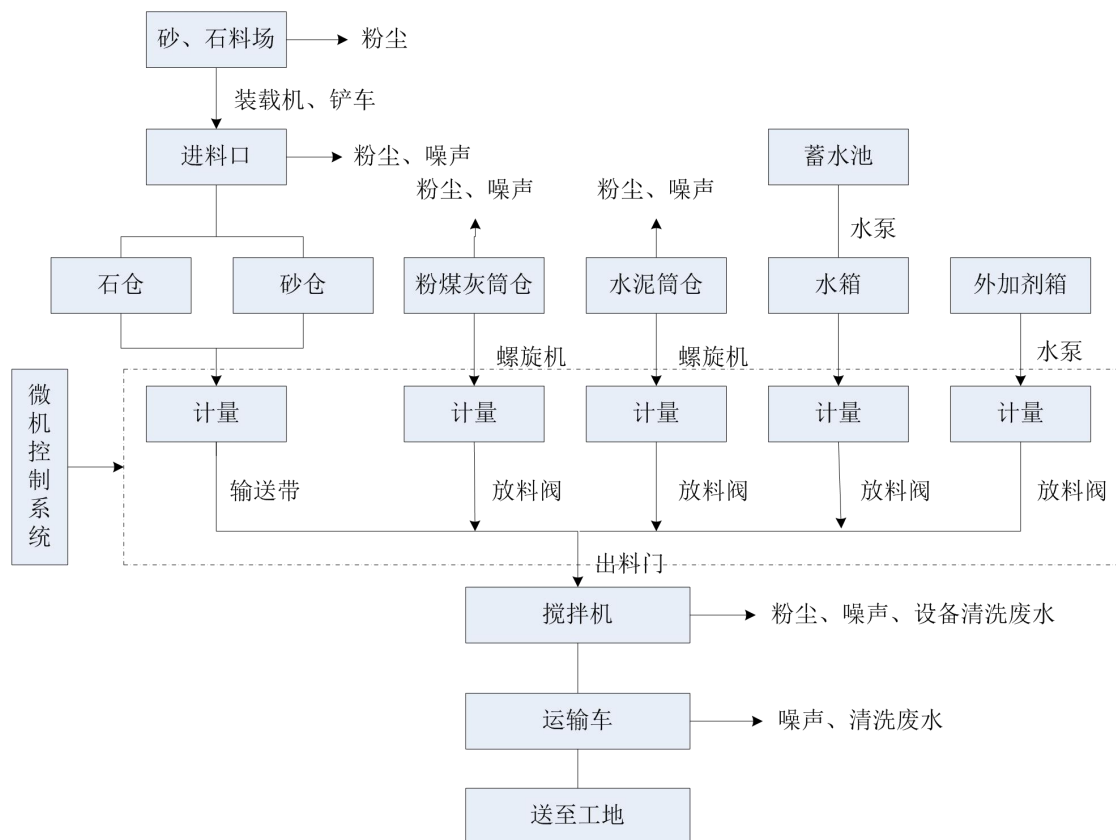 砂、石料场
粉尘
装载机、铲车
进料口
粉尘、噪声
蓄水池
粉尘、噪声
粉尘、噪声
水泵
石仓
砂仓
粉煤灰筒仓
水泥筒仓
水箱
外加剂箱
螺旋机
螺旋机
水泵
微机控制系统
计量
计量
计量
计量
计量
输送带
放料阀
放料阀
放料阀
放料阀
出料门
搅拌机
粉尘、噪声、设备清洗废水
运输车
噪声、清洗废水
送至工地